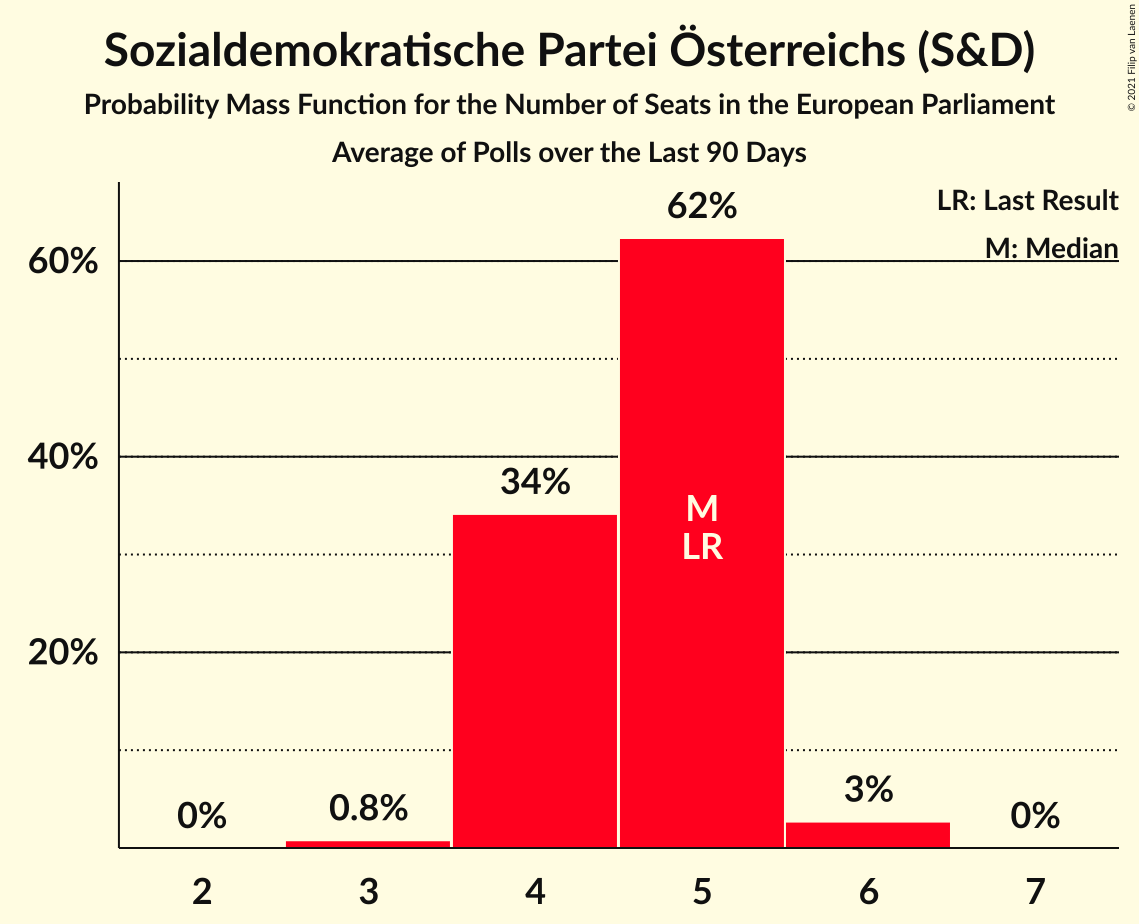 Sozialdemokratische Partei Österreichs (S&D)
Probability Mass Function for the Number of Seats in the European Parliament
Average of Polls over the Last 90 Days
© 2021 Filip van Laenen
LR: Last Result
M: Median
62%
60%
40%
34%
M
LR
20%
0%
0.8%
3%
0%
2 3 4 5 6 7